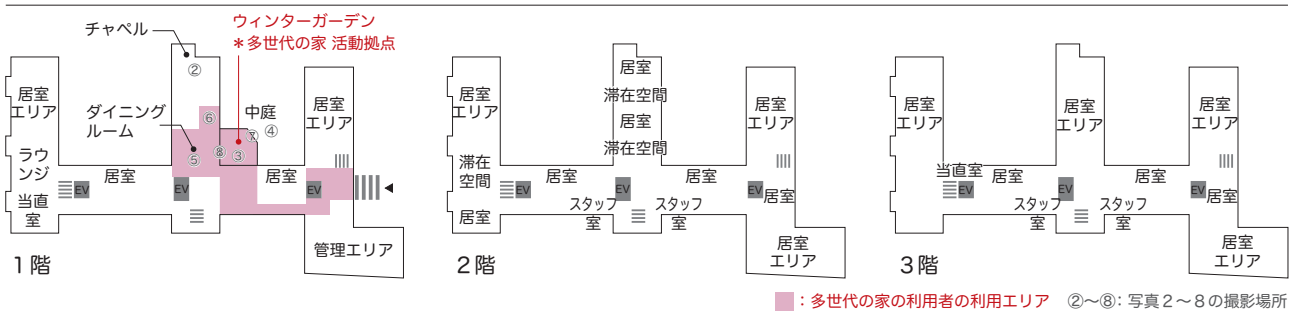 チャペル
ウィンターガーデン
＊多世代の家 活動拠点
②
居室
エリア
ダイニング
ルーム
⑥
中庭
⑦ ④
居室
エリア
⑤
⑧
③
ラウ
ンジ
居室
居室
EV
EV
EV
当直
室
管理エリア
1階
居室
滞在空間
居室
滞在空間
居室
エリア
居室
エリア
滞在
空間
居室
居室
EV
EV
EV
居室
居室
スタッフ
室
スタッフ
室
居室
エリア
2階
居室
エリア
居室
エリア
居室
エリア
当直室
居室
居室
EV
EV
EV
居室
スタッフ
室
スタッフ
室
居室
エリア
3階
：多世代の家の利用者の利用エリア ②〜⑧：写真2〜8の撮影場所